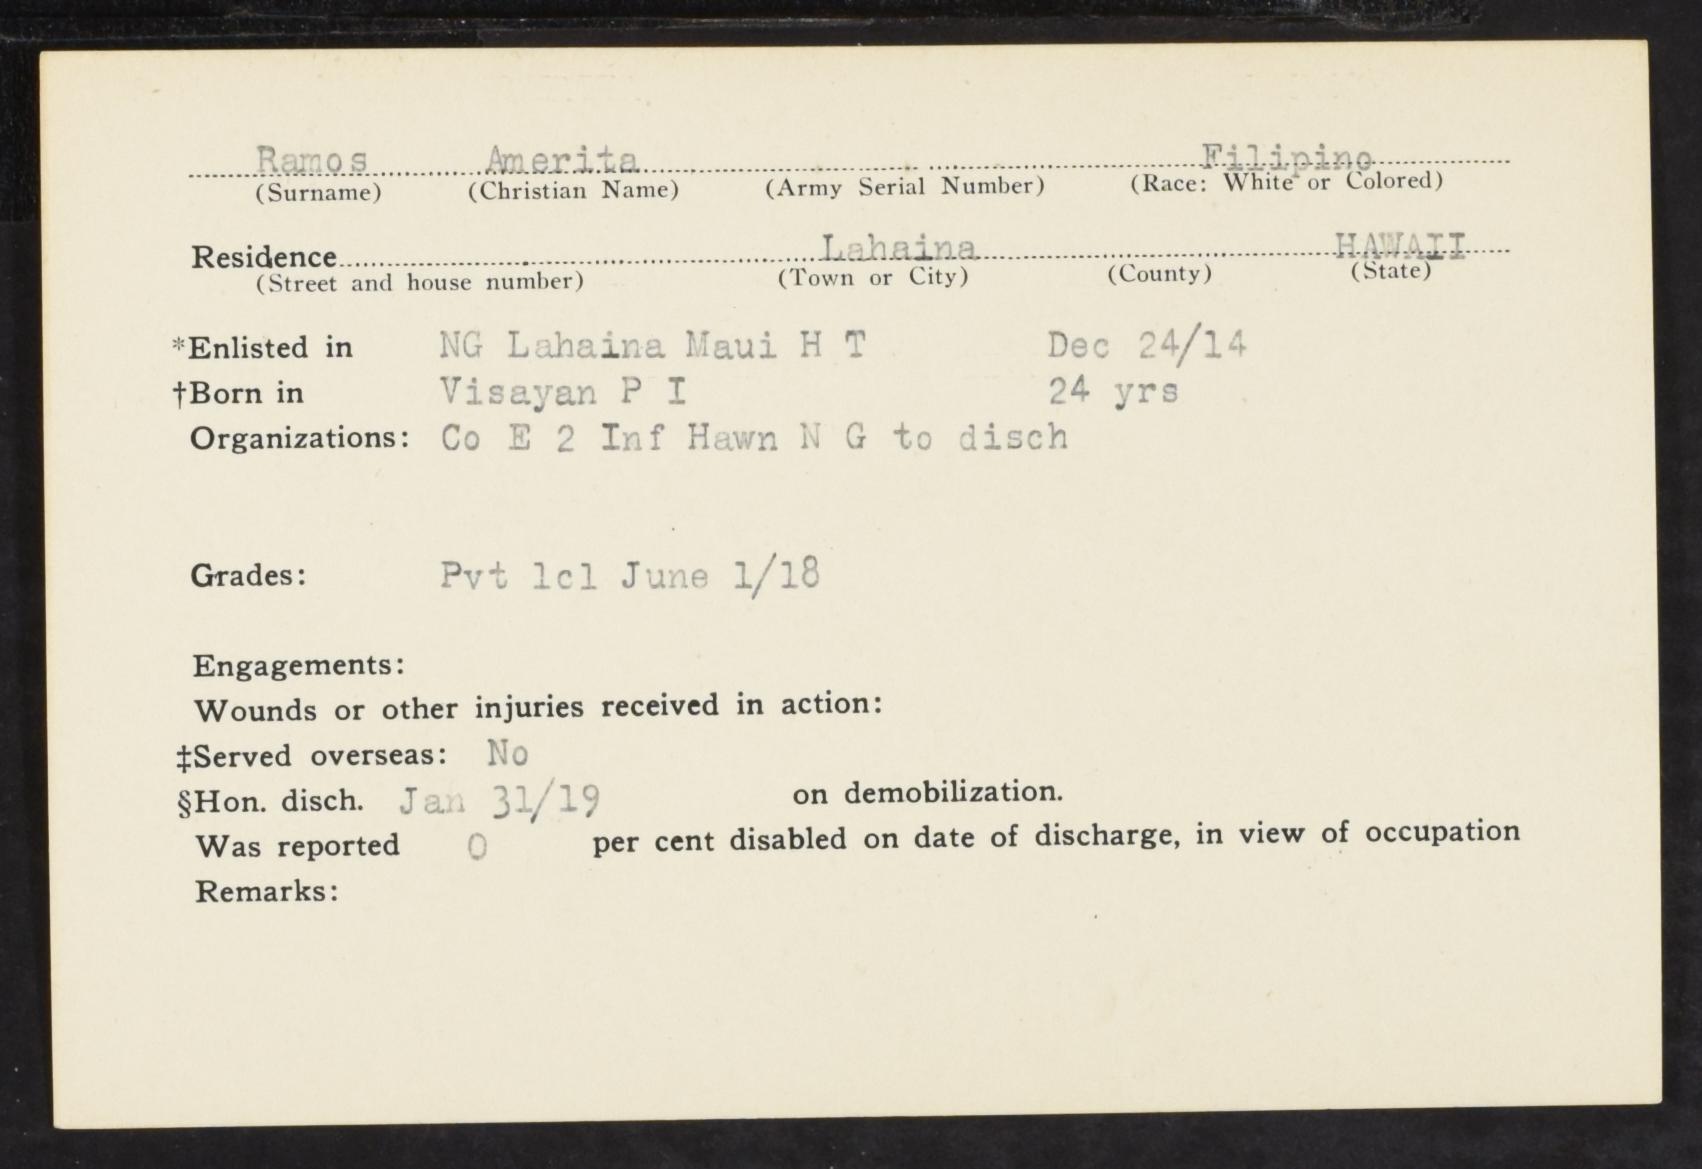 Ramos Amerita Filipino
(Surname) (Christian Name) (Army Serial Number) (Race: White or Colored)
Residence Lahaina HAWAII
(Street and house number) (Town or City) (County) (State)
*Enlisted in NG Lahaina Maui H T Dec 24/14
†Born in Visayan P I 24 yrs
Organizations: Co E 2 Inf Hawn N G to disch
Grades: Pvt lcl June 1/18
Engagements:
Wounds or other injuries received in action:
‡Served overseas: No
§Hon. disch. Jan 31/19 on demobilization.
Was reported 0 per cent disabled on date of discharge, in view of occupation
Remarks: